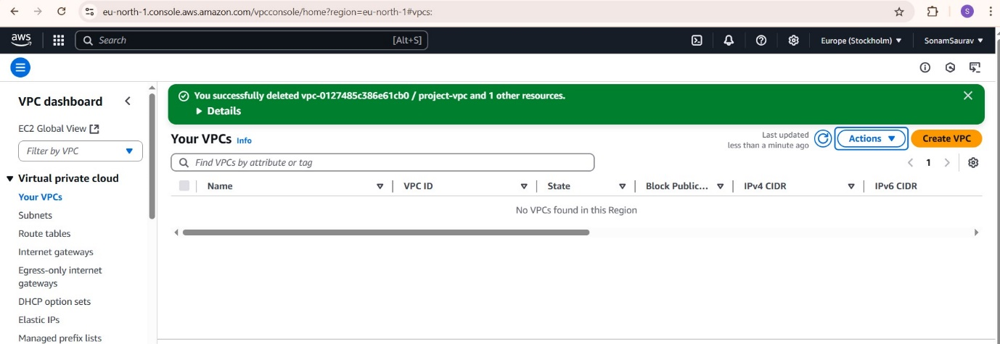 eu-north-1.console.aws.amazon.com/vpcconsole/home?region=eu-north-1#vpcs:
S
aws
Search [Alt+S]
Europe (Stockholm)
SonamSaurav
VPC dashboard
EC2 Global View
Filter by VPC
Virtual private cloud
Your VPCs
Subnets
Route tables
Internet gateways
Egress-only internet
gateways
DHCP option sets
Elastic IPs
Managed prefix lists
You successfully deleted vpc-0127485c386e61cb0 / project-vpc and 1 other resources.
Details
Your VPCs Info
Last updated
less than a minute ago
Actions
Create VPC
Find VPCs by attribute or tag
1
Name VPC ID State Block Public... IPv4 CIDR IPv6 CIDR
No VPCs found in this Region